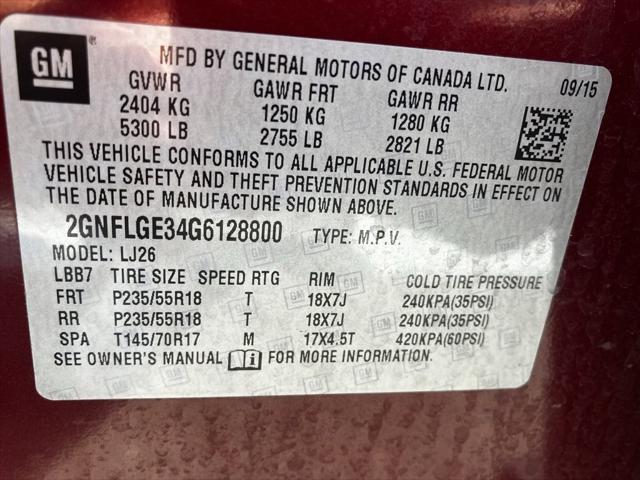 GM
MFD BY GENERAL MOTORS OF CANADA LTD.
GVWR GAWR FRT GAWR RR 09/15
2404 KG 1250 KG 1280 KG
5300 LB 2755 LB 2821 LB
THIS VEHICLE CONFORMS TO ALL APPLICABLE U.S. FEDERAL MOTOR
VEHICLE SAFETY AND THEFT PREVENTION STANDARDS IN EFFECT ON
THE DATE OF MANUFACTURE SHOWN ABOVE.
2GNFLGE34G6128800 TYPE: M.P.V.
MODEL: LJ26
LBB7 TIRE SIZE SPEED RTG RIM COLD TIRE PRESSURE
FRT P235/55R18 T 18X7J 240KPA(35PSI)
RR P235/55R18 T 18X7J 240KPA(35PSI)
SPA T145/70R17 M 17X4.5T 420KPA(60PSI)
SEE OWNER'S MANUAL i FOR MORE INFORMATION.